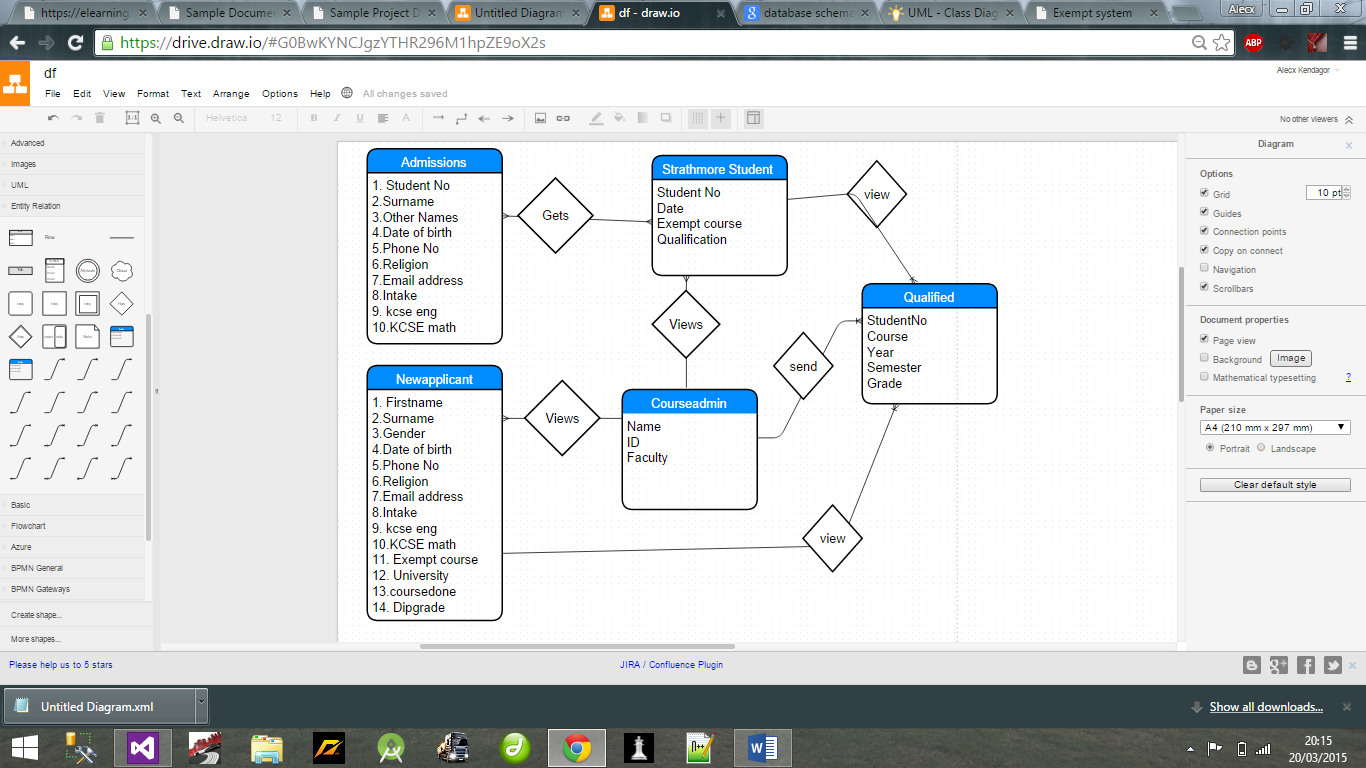 https://elearning
Sample Docume
Sample Project D
Untitled Diagram
df - draw.io
database schema
UML - Class Diag
Exempt system
Alecx
https://drive.draw.io/#G0BwKYNCJgzYTHR296M1hpZE9oX2s
ABP
df
Alecx Kendagor
File Edit View Format Text Arrange Options Help All changes saved
Helvetica 12
B I U A
1:1
No other viewers
Advanced
Images
UML
Entity Relation
Row
Basic
Flowchart
Azure
BPMN General
BPMN Gateways
Create shape...
More shapes...
Admissions
1. Student No
2.Surname
3.Other Names
4.Date of birth
5.Phone No
6.Religion
7.Email address
8.Intake
9. kcse eng
10.KCSE math
Gets
Strathmore Student
Student No
Date
Exempt course
Qualification
view
Views
Qualified
StudentNo
Course
Year
Semester
Grade
send
Newapplicant
1. Firstname
2.Surname
3.Gender
4.Date of birth
5.Phone No
6.Religion
7.Email address
8.Intake
9. kcse eng
10.KCSE math
11. Exempt course
12. University
13.coursedone
14. Dipgrade
Views
Courseadmin
Name
ID
Faculty
view
Diagram
Options
Grid 10 pt
Guides
Connection points
Copy on connect
Navigation
Scrollbars
Document properties
Page view
Background Image
Mathematical typesetting ?
Paper size
A4 (210 mm x 297 mm)
Portrait Landscape
Clear default style
Please help us to 5 stars
JIRA / Confluence Plugin
Untitled Diagram.xml
Show all downloads...
20:15
20/03/2015